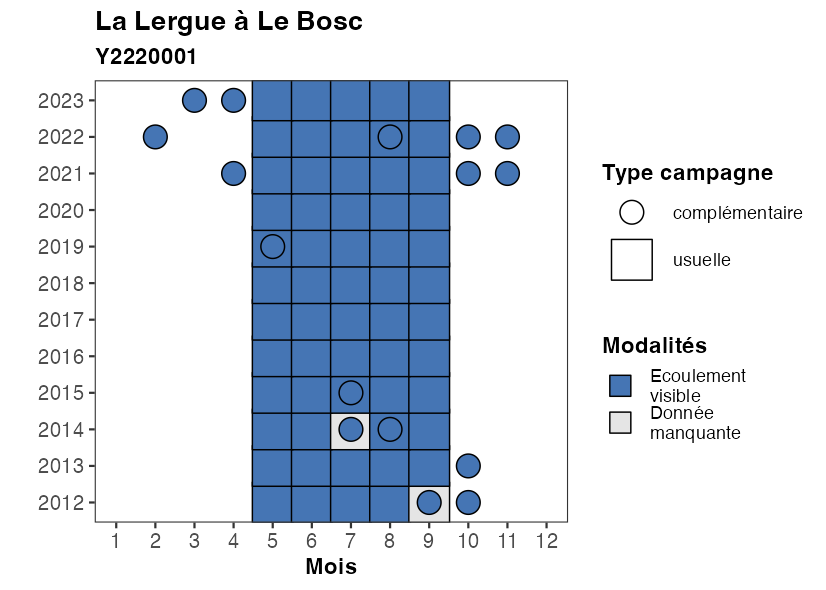 La Lergue à Le Bosc
Y2220001
2023
2022
2021
2020
2019
2018
2017
2016
2015
2014
2013
2012
1 2 3 4 5 6 7 8 9 10 11 12
Mois
Type campagne
complémentaire
usuelle
Modalités
Ecoulement
visible
Donnée
manquante